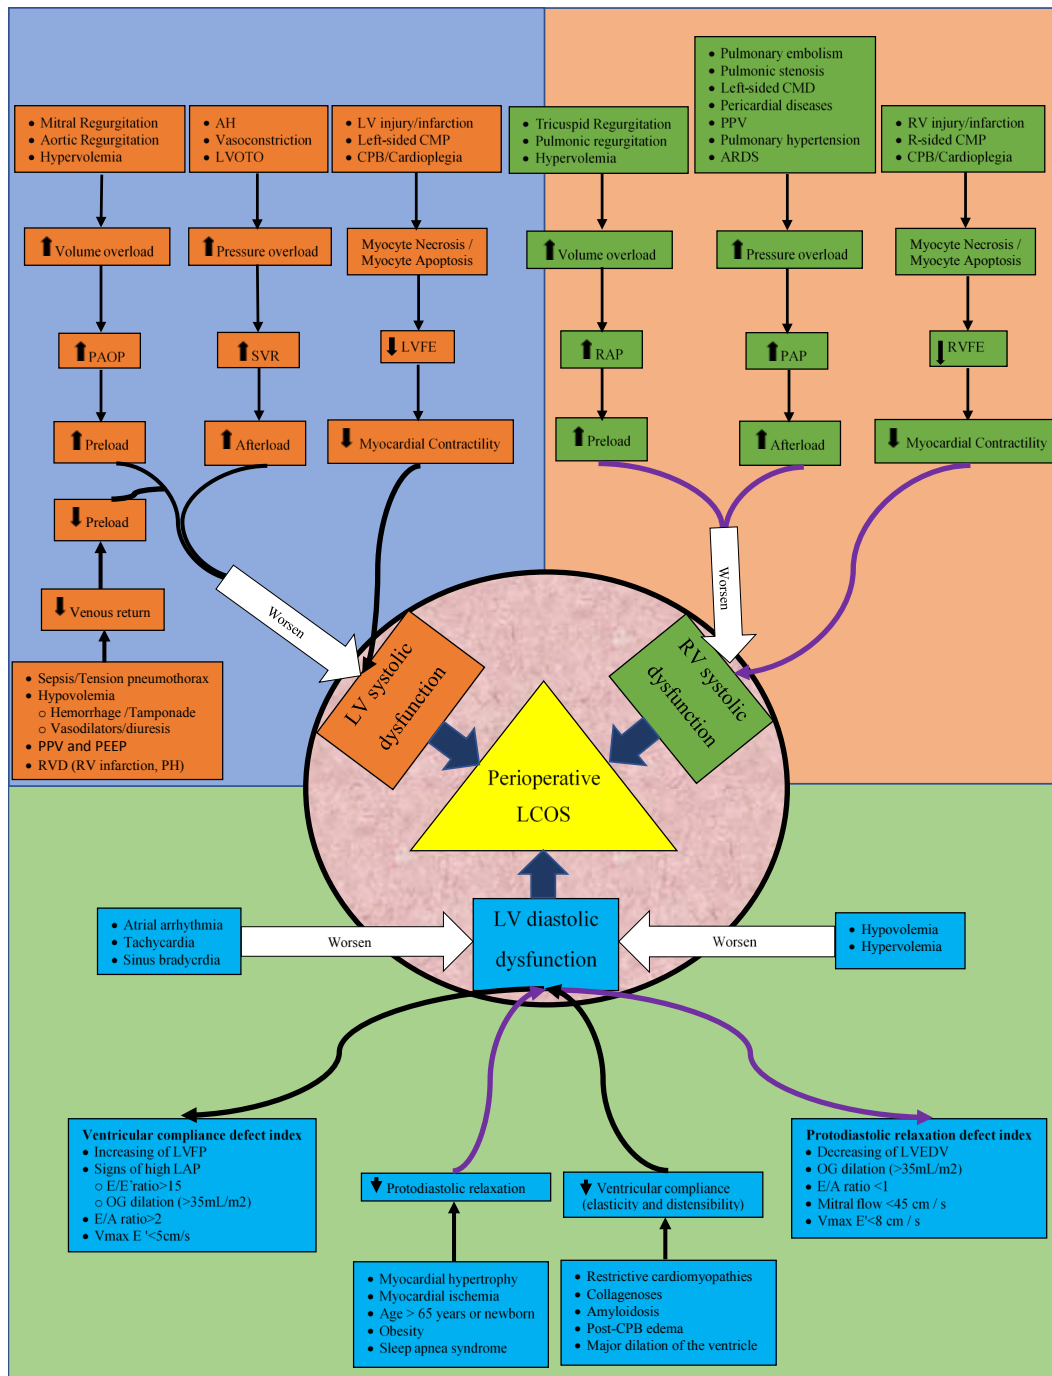 • Mitral Regurgitation
• Aortic Regurgitation
• Hypervolemia
• AH
• Vasoconstriction
• LVOTO
• LV injury/infarction
• Left-sided CMP
• CPB/Cardioplegia
• Tricuspid Regurgitation
• Pulmonic regurgitation
• Hypervolemia
• Pulmonary embolism
• Pulmonic stenosis
• Left-sided CMD
• Pericardial diseases
• PPV
• Pulmonary hypertension
• ARDS
• RV injury/infarction
• R-sided CMP
• CPB/Cardioplegia
⬆ Volume overload
⬆ Pressure overload
Myocyte Necrosis /
Myocyte Apoptosis
⬆ Volume overload
⬆ Pressure overload
Myocyte Necrosis /
Myocyte Apoptosis
⬆ PAOP
⬆ SVR
⬇ LVFE
⬆ RAP
⬆ PAP
⬇ RVFE
⬆ Preload
⬆ Afterload
⬇ Myocardial Contractility
⬆ Preload
⬆ Afterload
⬇ Myocardial Contractility
⬇ Preload
⬇ Venous return
• Sepsis/Tension pneumothorax
• Hypovolemia
o Hemorrhage /Tamponade
o Vasodilators/diuresis
• PPV and PEEP
• RVD (RV infarction, PH)
Worsen
Worsen
LV systolic
dysfunction
RV systolic
dysfunction
Perioperative
LCOS
LV diastolic
dysfunction
• Atrial arrhythmia
• Tachycardia
• Sinus bradycrdia
Worsen
Worsen
• Hypovolemia
• Hypervolemia
Ventricular compliance defect index
• Increasing of LVFP
• Signs of high LAP
o E/E'ratio>15
o OG dilation (>35mL/m2)
• E/A ratio>2
• Vmax E '<5cm/s
⬇ Protodiastolic relaxation
⬇ Ventricular compliance
(elasticity and distensibility)
Protodiastolic relaxation defect index
• Decreasing of LVEDV
• OG dilation (>35mL/m2)
• E/A ratio <1
• Mitral flow <45 cm / s
• Vmax E'<8 cm / s
• Myocardial hypertrophy
• Myocardial ischemia
• Age > 65 years or newborn
• Obesity
• Sleep apnea syndrome
• Restrictive cardiomyopathies
• Collagenoses
• Amyloidosis
• Post-CPB edema
• Major dilation of the ventricle